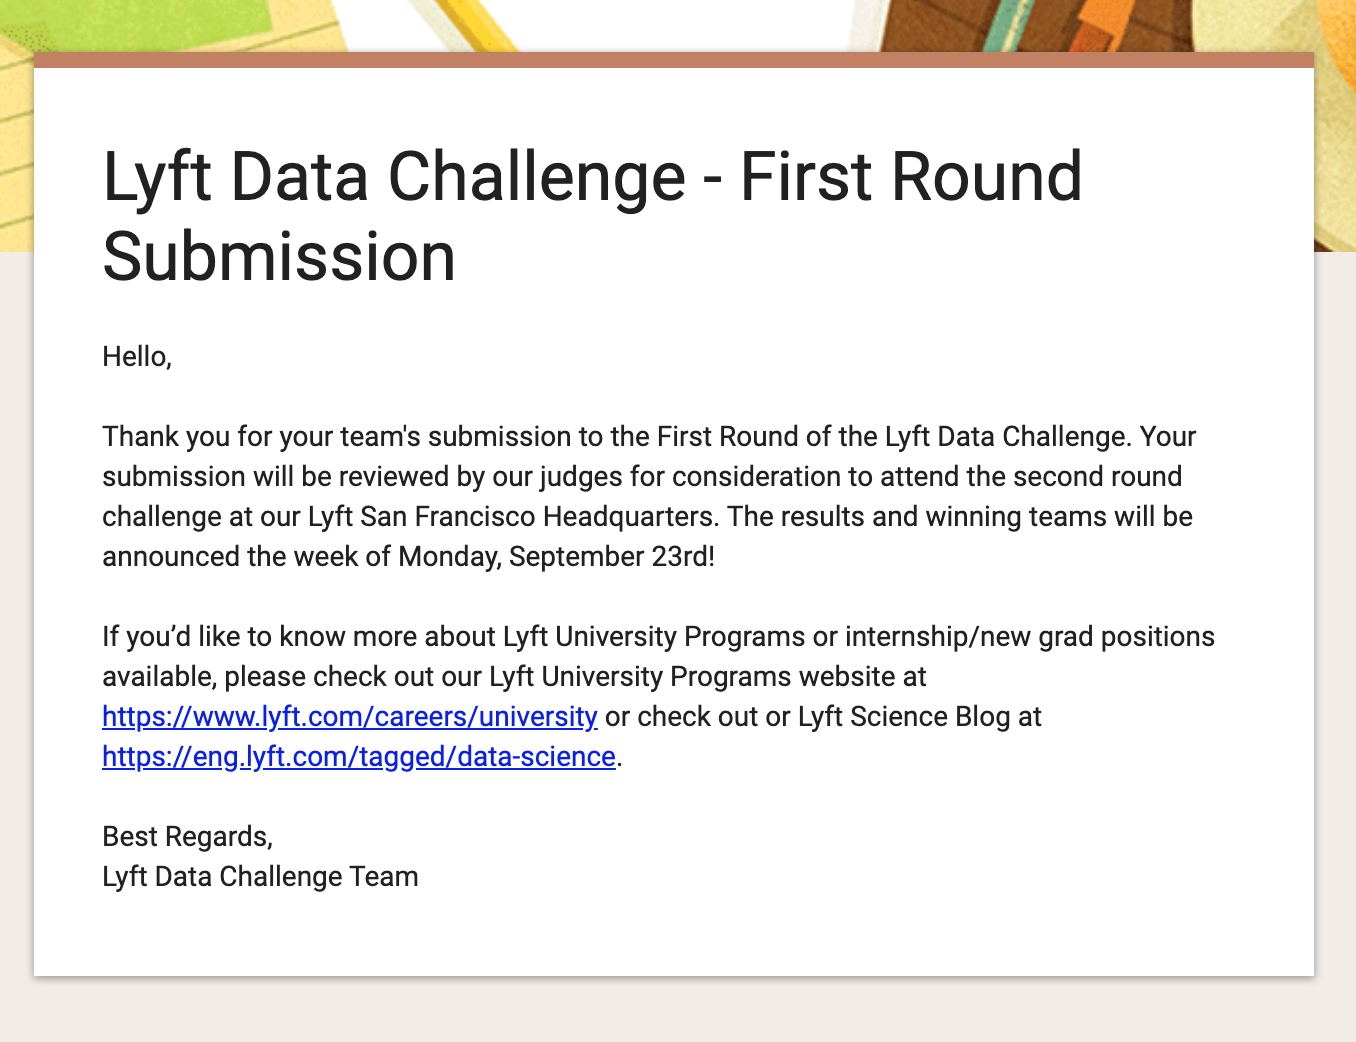 Lyft Data Challenge - First Round
Submission
Hello,
Thank you for your team's submission to the First Round of the Lyft Data Challenge. Your
submission will be reviewed by our judges for consideration to attend the second round
challenge at our Lyft San Francisco Headquarters. The results and winning teams will be
announced the week of Monday, September 23rd!
If you’d like to know more about Lyft University Programs or internship/new grad positions
available, please check out our Lyft University Programs website at
https://www.lyft.com/careers/university or check out or Lyft Science Blog at
https://eng.lyft.com/tagged/data-science.
Best Regards,
Lyft Data Challenge Team